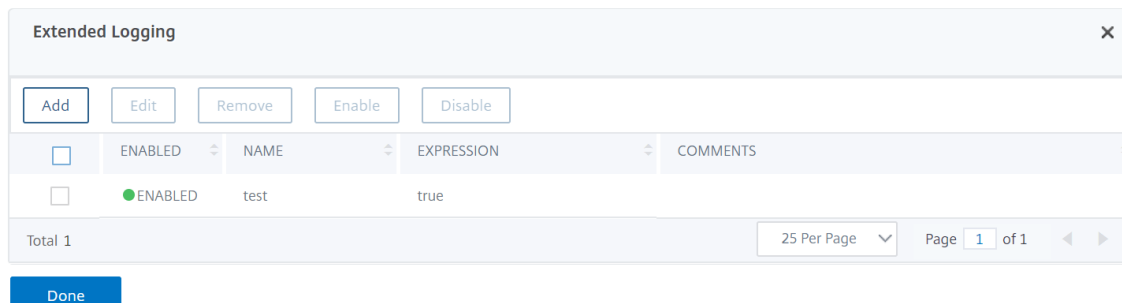 Extended Logging
Add Edit Remove Enable Disable
ENABLED NAME EXPRESSION COMMENTS
ENABLED test true
Total 1 25 Per Page Page 1 of 1
Done